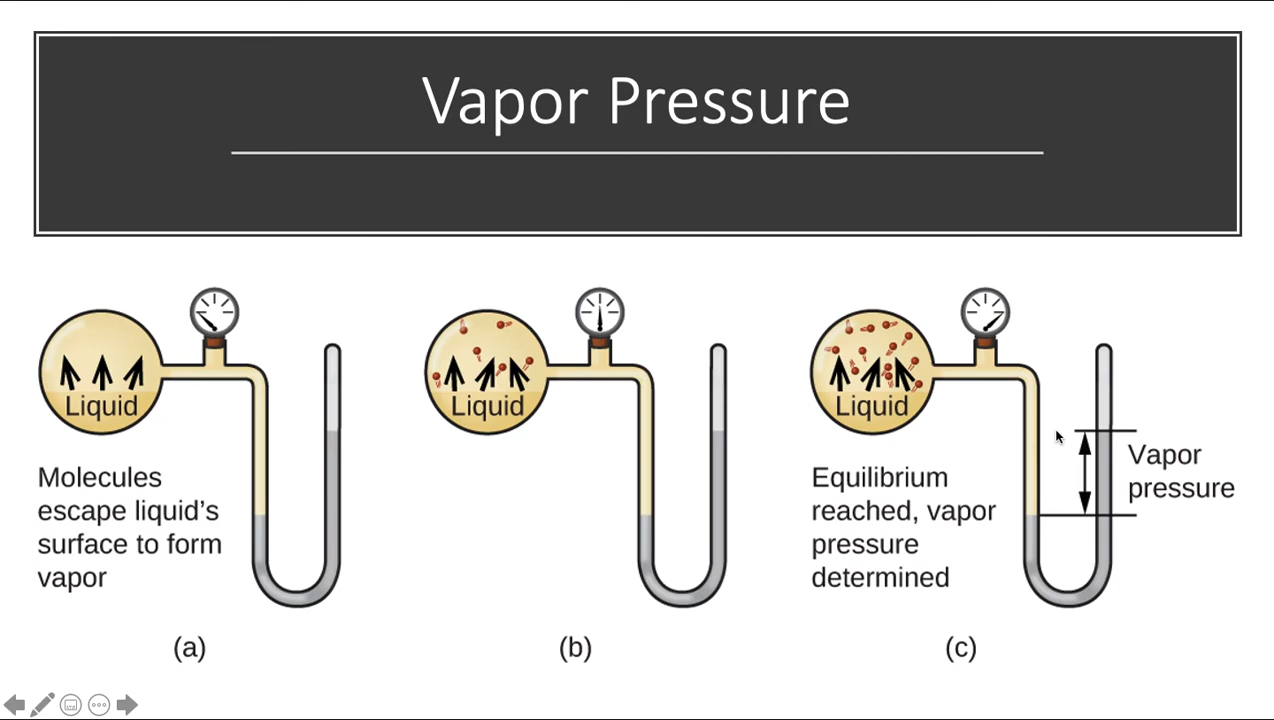 Vapor Pressure
Liquid
Molecules
escape liquid's
surface to form
vapor
(a)
Liquid
(b)
Liquid
Equilibrium
reached, vapor
pressure
determined
Vapor
pressure
(c)